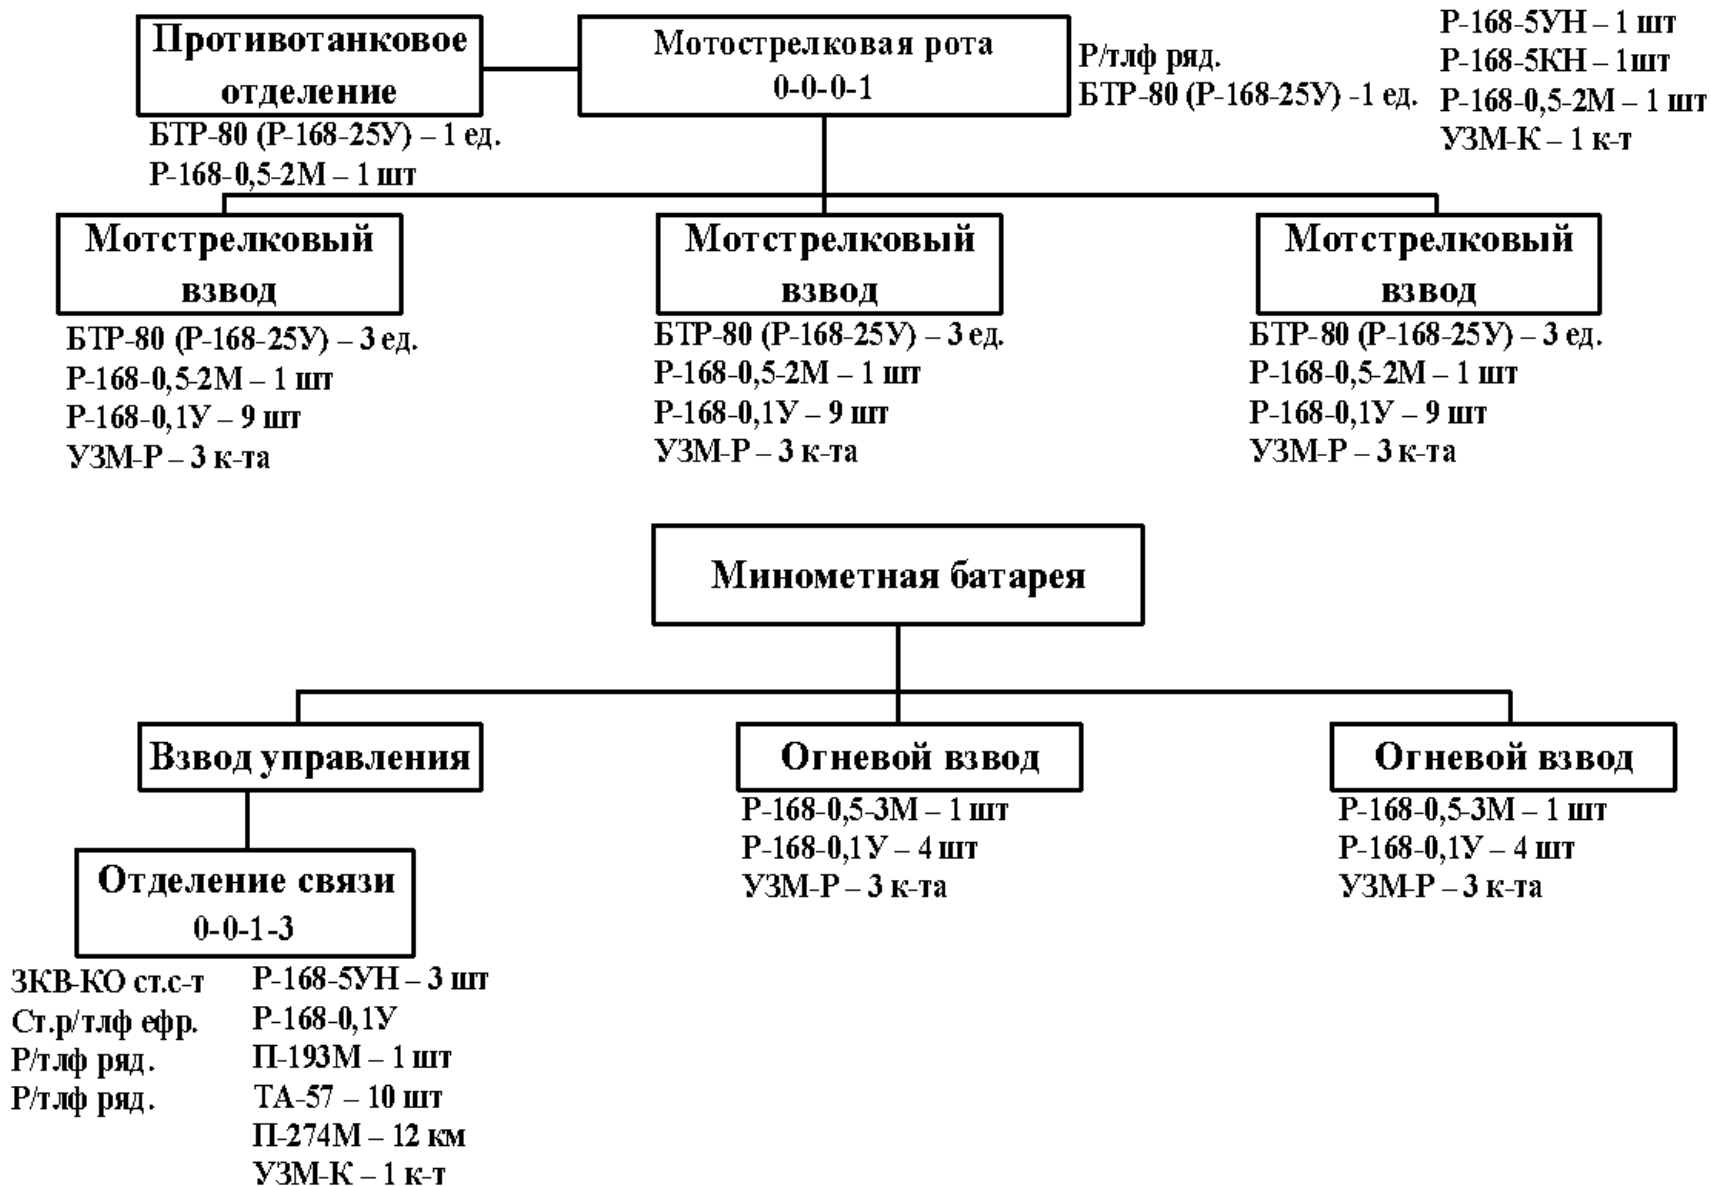 Противотанковое
отделение
БТР-80 (Р-168-25У) – 1 ед.
Р-168-0,5-2М – 1 шт
Мотострелковая рота
0-0-0-1
Р/тлф ряд.
БТР-80 (Р-168-25У) -1 ед.
Р-168-5УН – 1 шт
Р-168-5КН – 1шт
Р-168-0,5-2М – 1 шт
УЗМ-К – 1 к-т
Мотстрелковый
взвод
БТР-80 (Р-168-25У) – 3 ед.
Р-168-0,5-2М – 1 шт
Р-168-0,1У – 9 шт
УЗМ-Р – 3 к-та
Мотстрелковый
взвод
БТР-80 (Р-168-25У) – 3 ед.
Р-168-0,5-2М – 1 шт
Р-168-0,1У – 9 шт
УЗМ-Р – 3 к-та
Мотстрелковый
взвод
БТР-80 (Р-168-25У) – 3 ед.
Р-168-0,5-2М – 1 шт
Р-168-0,1У – 9 шт
УЗМ-Р – 3 к-та
Минометная батарея
Взвод управления
Отделение связи
0-0-1-3
ЗКВ-КО ст.с-т
Ст.р/тлф ефр.
Р/тлф ряд.
Р/тлф ряд.
Р-168-5УН – 3 шт
Р-168-0,1У
П-193М – 1 шт
ТА-57 – 10 шт
П-274М – 12 км
УЗМ-К – 1 к-т
Огневой взвод
Р-168-0,5-3М – 1 шт
Р-168-0,1У – 4 шт
УЗМ-Р – 3 к-та
Огневой взвод
Р-168-0,5-3М – 1 шт
Р-168-0,1У – 4 шт
УЗМ-Р – 3 к-та